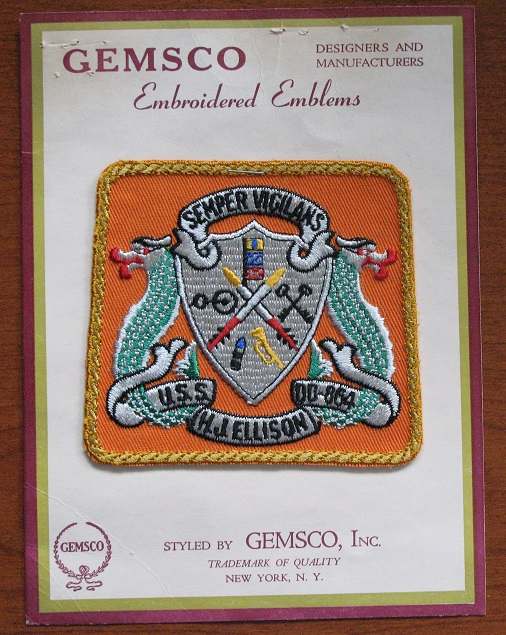 GEMSCO
DESIGNERS AND
MANUFACTURERS
Embroidered Emblems
SEMPER VIGILANS
U.S.S.
DD-864
H.J. ELLISON
GEMSCO
STYLED BY GEMSCO, INC.
TRADEMARK OF QUALITY
NEW YORK, N. Y.